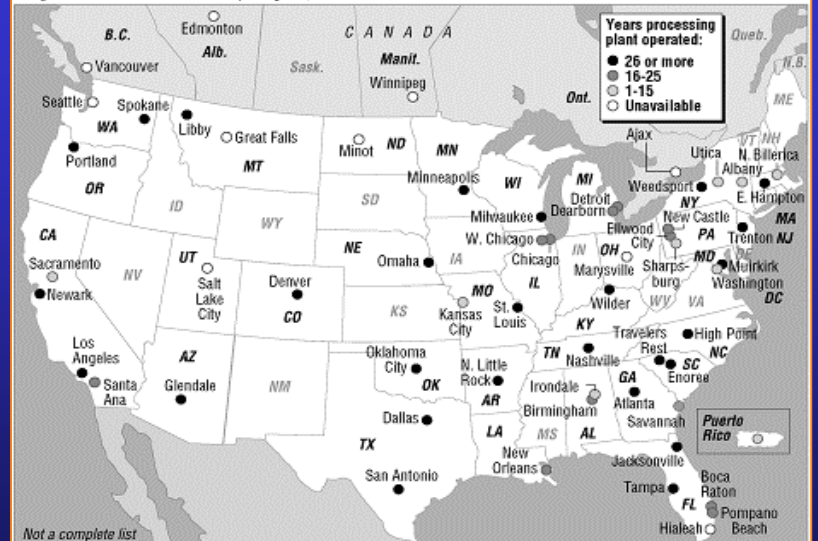 Years processing
plant operated:
26 or more
16-25
1-15
Unavailable
CANADA
B.C.
Edmonton
Alb.
Sask.
Manit.
Winnipeg
Ont.
Queb.
N.B.
ME
Vancouver
Seattle
Spokane
WA
Libby
Great Falls
MT
Minot
ND
MN
Minneapolis
Portland
OR
ID
WY
SD
WI
MI
Ajax
Utica
VT
NH
N. Billerica
Albany
Weedsport
NY
E. Hampton
MA
Detroit
Dearborn
Milwaukee
W. Chicago
Chicago
New Castle
Ellwood
City
PA
Trenton
NJ
CA
Sacramento
Newark
NV
UT
Salt
Lake
City
Denver
CO
NE
Omaha
IA
IL
IN
OH
Marysville
Sharps-
burg
MD
DE
Muirkirk
Washington
DC
KS
MO
Kansas
City
St.
Louis
Wilder
WV
VA
KY
Los
Angeles
Santa
Ana
AZ
Glendale
NM
Oklahoma
City
OK
N. Little
Rock
AR
TN
Nashville
Travelers
Rest
High Point
NC
SC
Enoree
Irondale
Birmingham
GA
Atlanta
Savannah
Dallas
TX
San Antonio
LA
MS
AL
New
Orleans
Jacksonville
Tampa
FL
Boca
Raton
Pompano
Beach
Hialeah
Puerto
Rico
Not a complete list